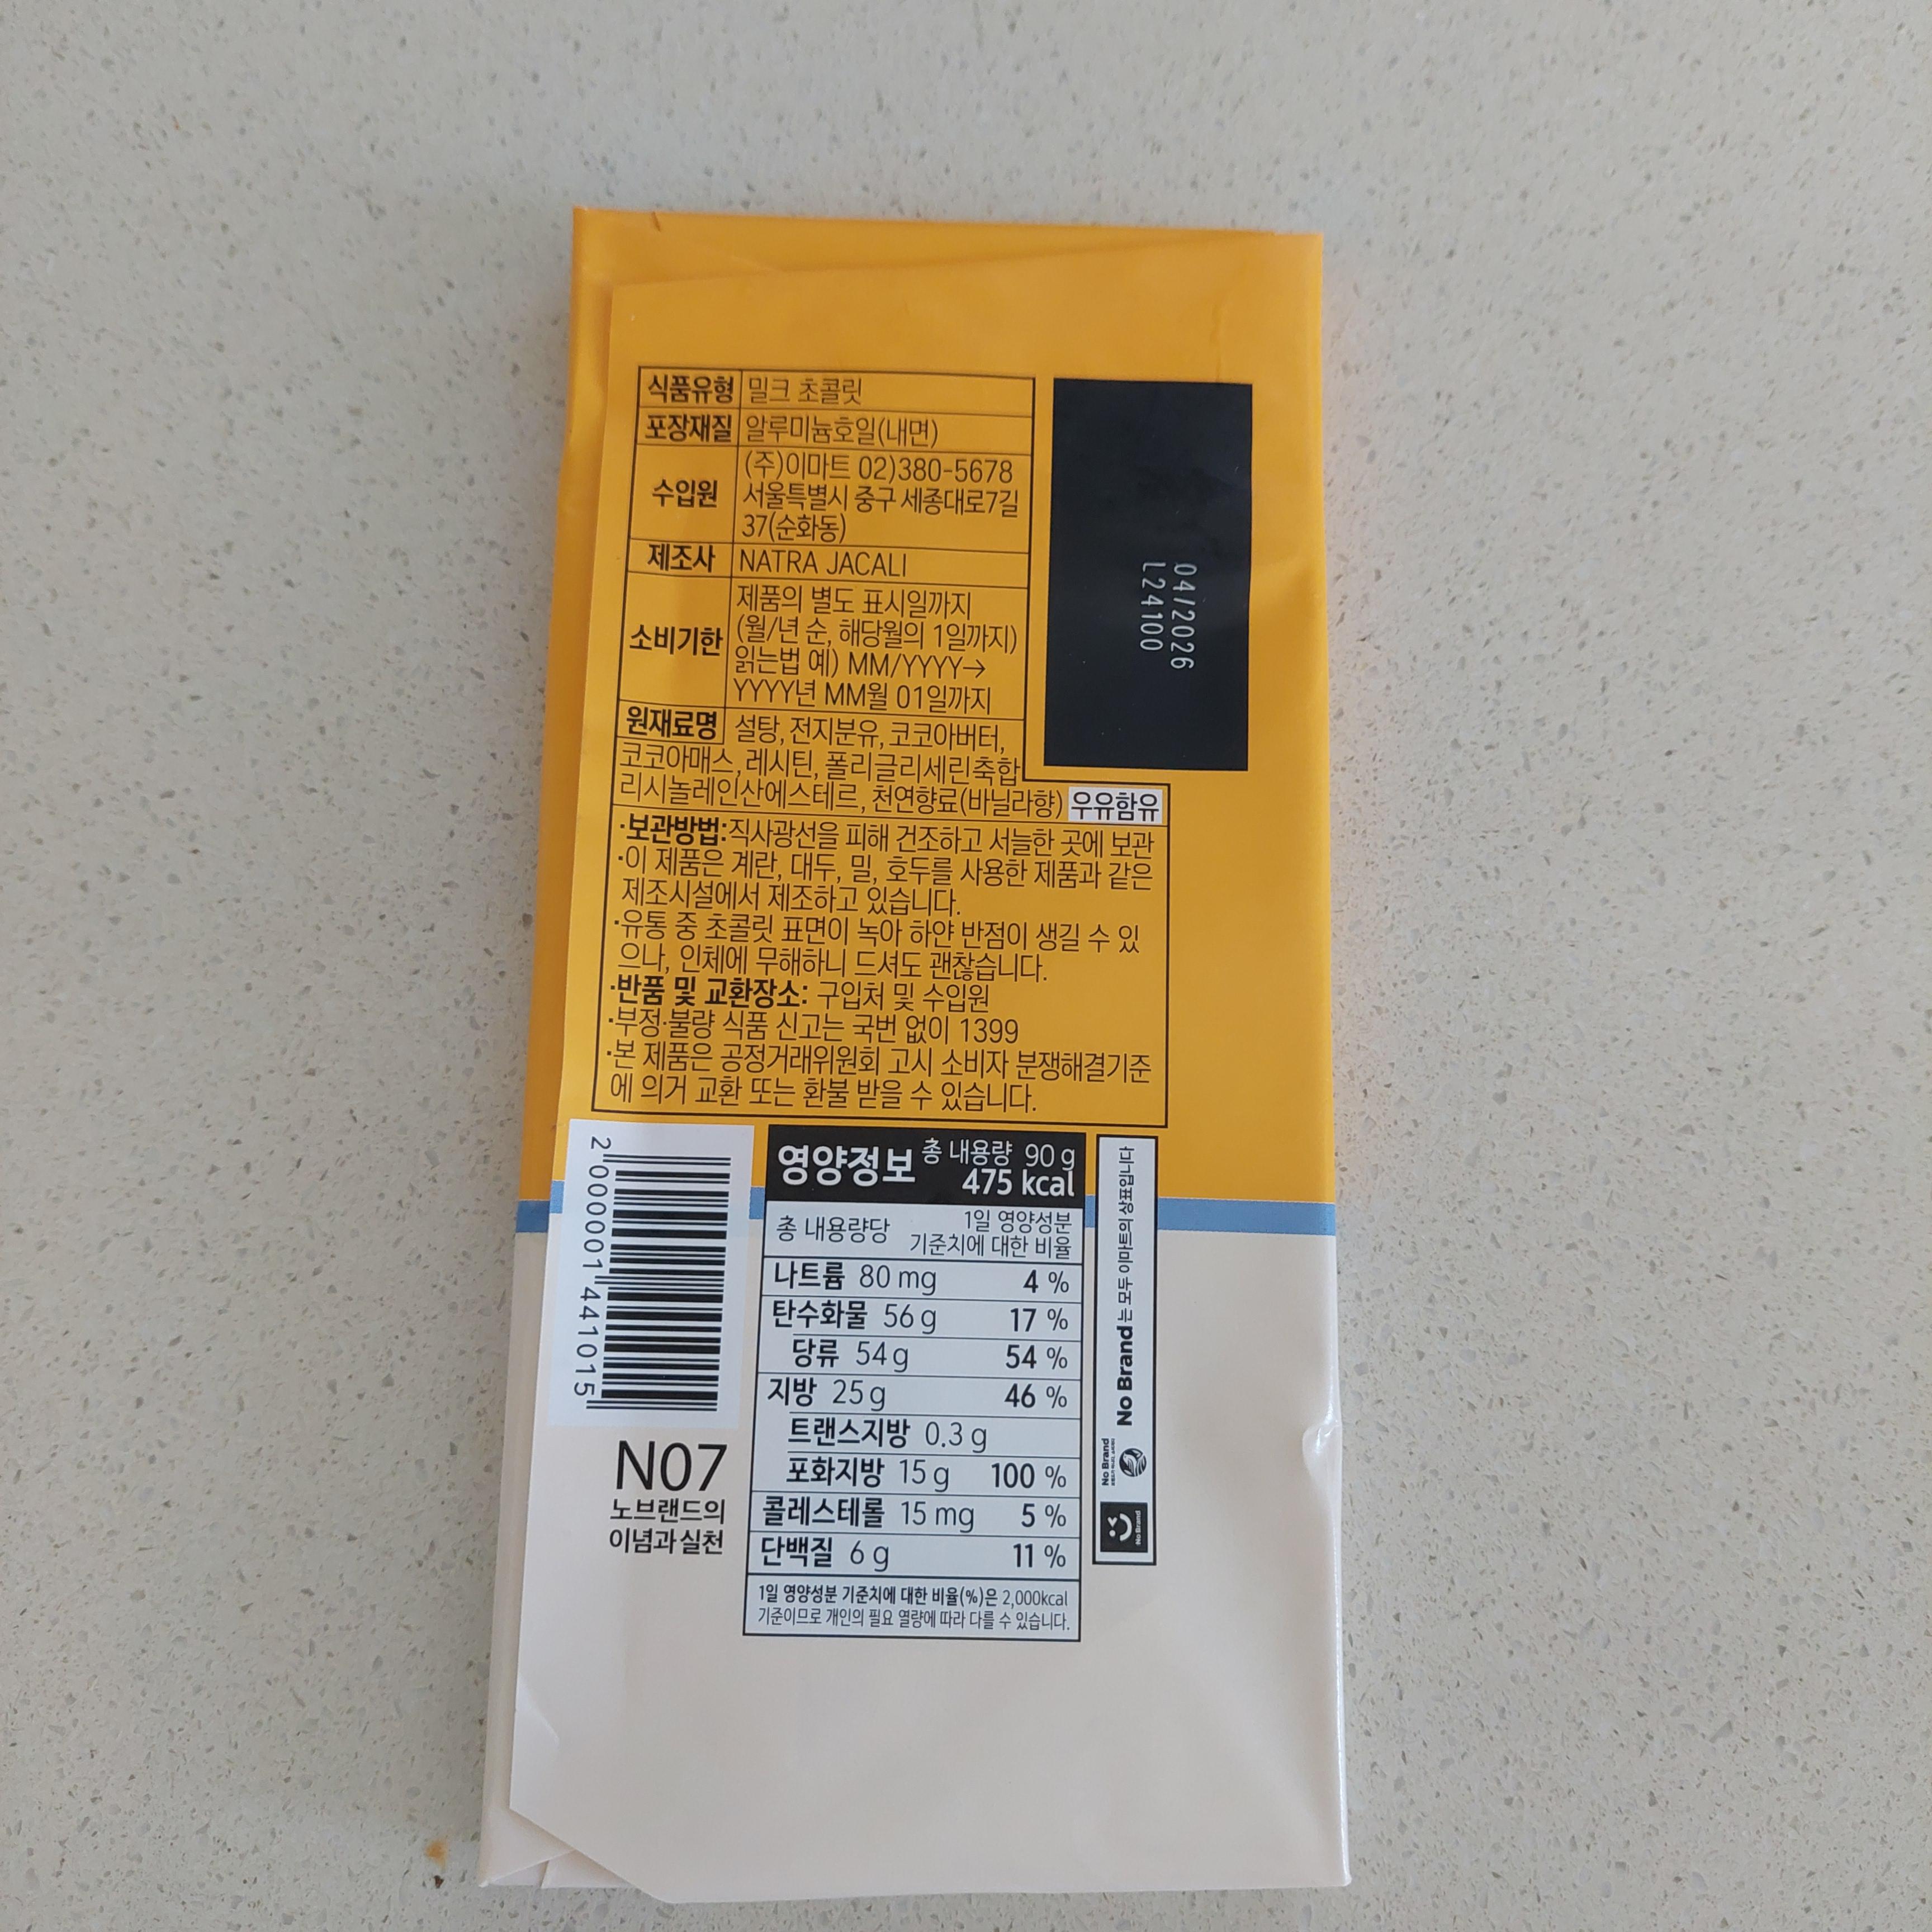 식품유형 밀크 초콜릿
포장재질 알루미늄호일(내면)
수입원 (주)이마트 02)380-5678
서울특별시 중구 세종대로7길
37(순화동)
제조사 NATRA JACALI
소비기한 제품의 별도 표시일까지
(월/년 순, 해당월의 1일까지)
읽는법 예) MM/YYYY→
YYYY년 MM월 01일까지
원재료명 설탕, 전지분유, 코코아버터,
코코아매스, 레시틴, 폴리글리세린축합
리시놀레인산에스테르, 천연향료(바닐라향) 우유함유
·보관방법:직사광선을 피해 건조하고 서늘한 곳에 보관
·이 제품은 계란, 대두, 밀, 호두를 사용한 제품과 같은
제조시설에서 제조하고 있습니다.
·유통 중 초콜릿 표면이 녹아 하얀 반점이 생길 수 있
으나, 인체에 무해하니 드셔도 괜찮습니다.
·반품 및 교환장소: 구입처 및 수입원
·부정·불량 식품 신고는 국번 없이 1399
·본 제품은 공정거래위원회 고시 소비자 분쟁해결기준
에 의거 교환 또는 환불 받을 수 있습니다.
04/2026
L24100
2 000001 441015
N07
노브랜드의
이념과 실천
영양정보 총 내용량 90 g
475 kcal
총 내용량당 1일 영양성분
기준치에 대한 비율
나트륨 80 mg 4 %
탄수화물 56 g 17 %
당류 54 g 54 %
지방 25 g 46 %
트랜스지방 0.3 g
포화지방 15 g 100 %
콜레스테롤 15 mg 5 %
단백질 6 g 11 %
1일 영양성분 기준치에 대한 비율(%)은 2,000kcal
기준이므로 개인의 필요 열량에 따라 다를 수 있습니다.
No Brand
No Brand
No Brand 는 모두 이마트의 상표입니다